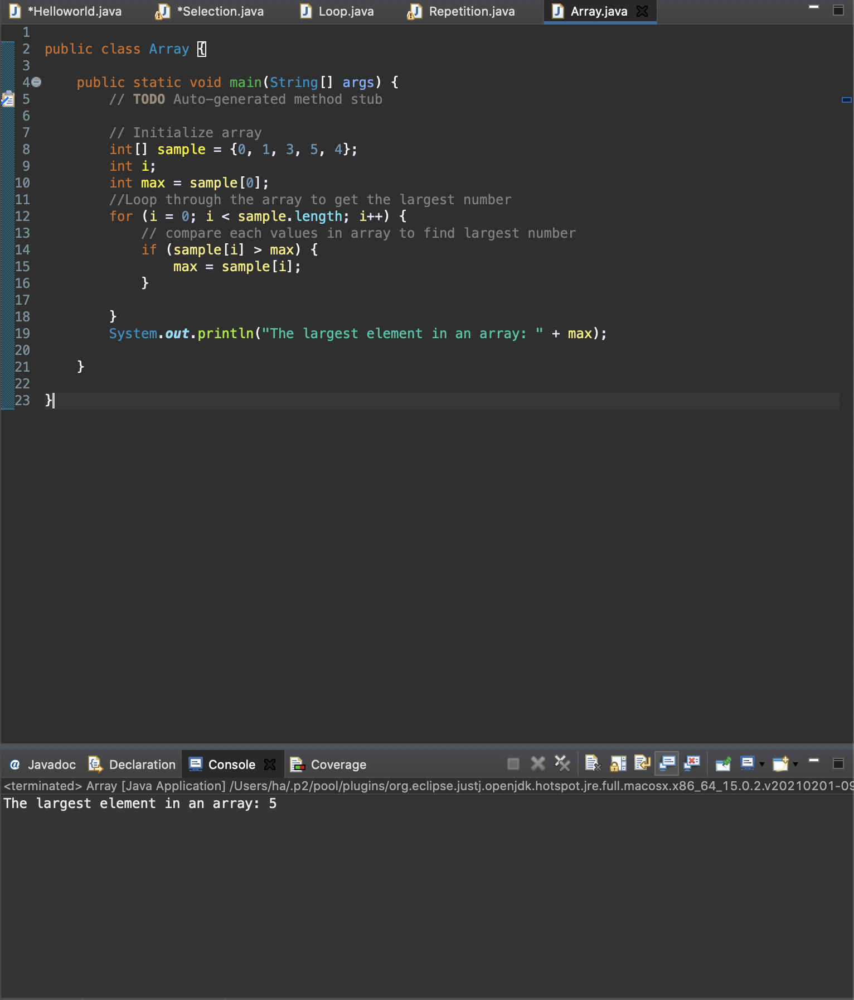 *Helloworld.java *Selection.java Loop.java Repetition.java Array.java
1
2 public class Array {
3
4     public static void main(String[] args) {
5         // TODO Auto-generated method stub
6
7         // Initialize array
8         int[] sample = {0, 1, 3, 5, 4};
9         int i;
10         int max = sample[0];
11         //Loop through the array to get the largest number
12         for (i = 0; i < sample.length; i++) {
13             // compare each values in array to find largest number
14             if (sample[i] > max) {
15                 max = sample[i];
16             }
17
18         }
19         System.out.println("The largest element in an array: " + max);
20
21     }
22
23 }
@ Javadoc Declaration Console Coverage
<terminated> Array [Java Application] /Users/ha/.p2/pool/plugins/org.eclipse.justj.openjdk.hotspot.jre.full.macosx.x86_64_15.0.2.v20210201-09
The largest element in an array: 5